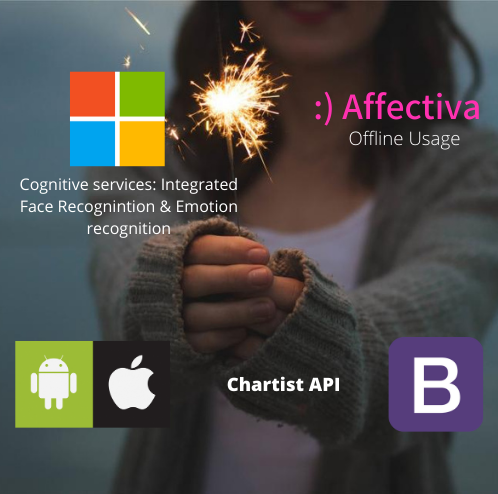 :) Affectiva
Offline Usage
Cognitive services: Integrated
Face Recognintion & Emotion
recognition
Chartist API
B